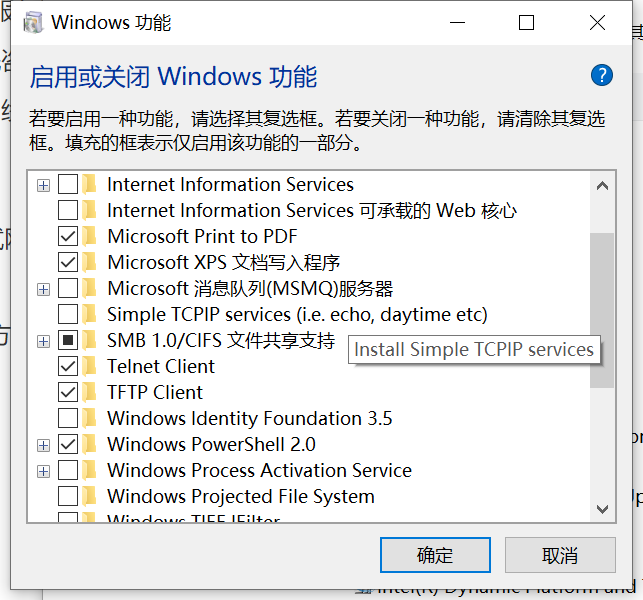 Windows 功能
启用或关闭 Windows 功能
若要启用一种功能，请选择其复选框。若要关闭一种功能，请清除其复选
框。填充的框表示仅启用该功能的一部分。
Internet Information Services
Internet Information Services 可承载的 Web 核心
Microsoft Print to PDF
Microsoft XPS 文档写入程序
Microsoft 消息队列(MSMQ)服务器
Simple TCPIP services (i.e. echo, daytime etc)
SMB 1.0/CIFS 文件共享支持
Install Simple TCPIP services
Telnet Client
TFTP Client
Windows Identity Foundation 3.5
Windows PowerShell 2.0
Windows Process Activation Service
Windows Projected File System
Windows TIFF IFilter
确定
取消
Intel(R) Dynamic Platform and